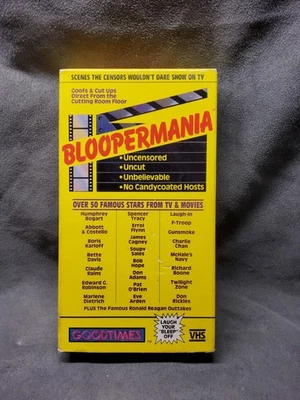 SCENES THE CENSORS WOULDN'T DARE SHOW ON TV
Goofs & Cut Ups
Direct From the
Cutting Room Floor
BLOOPERMANIA
• Uncensored
• Uncut
• Unbelievable
• No Candycoated Hosts
OVER 50 FAMOUS STARS FROM TV & MOVIES
Humphrey
Bogart
Abbott
& Costello
Boris
Karloff
Bette
Davis
Claude
Rains
Edward G.
Robinson
Marlene
Dietrich
Spencer
Tracy
Errol
Flynn
James
Cagney
Soupy
Sales
Bob
Hope
Don
Adams
Pat
O'Brien
Eve
Arden
Laugh-in
F-Troop
Gunsmoke
Charlie
Chan
McHale's
Navy
Richard
Boone
Twilight
Zone
Don
Rickles
PLUS The Famous Ronald Reagan Outtakes
GOODTIMES
LAUGH
YOUR
"BLEEP"
OFF
VHS